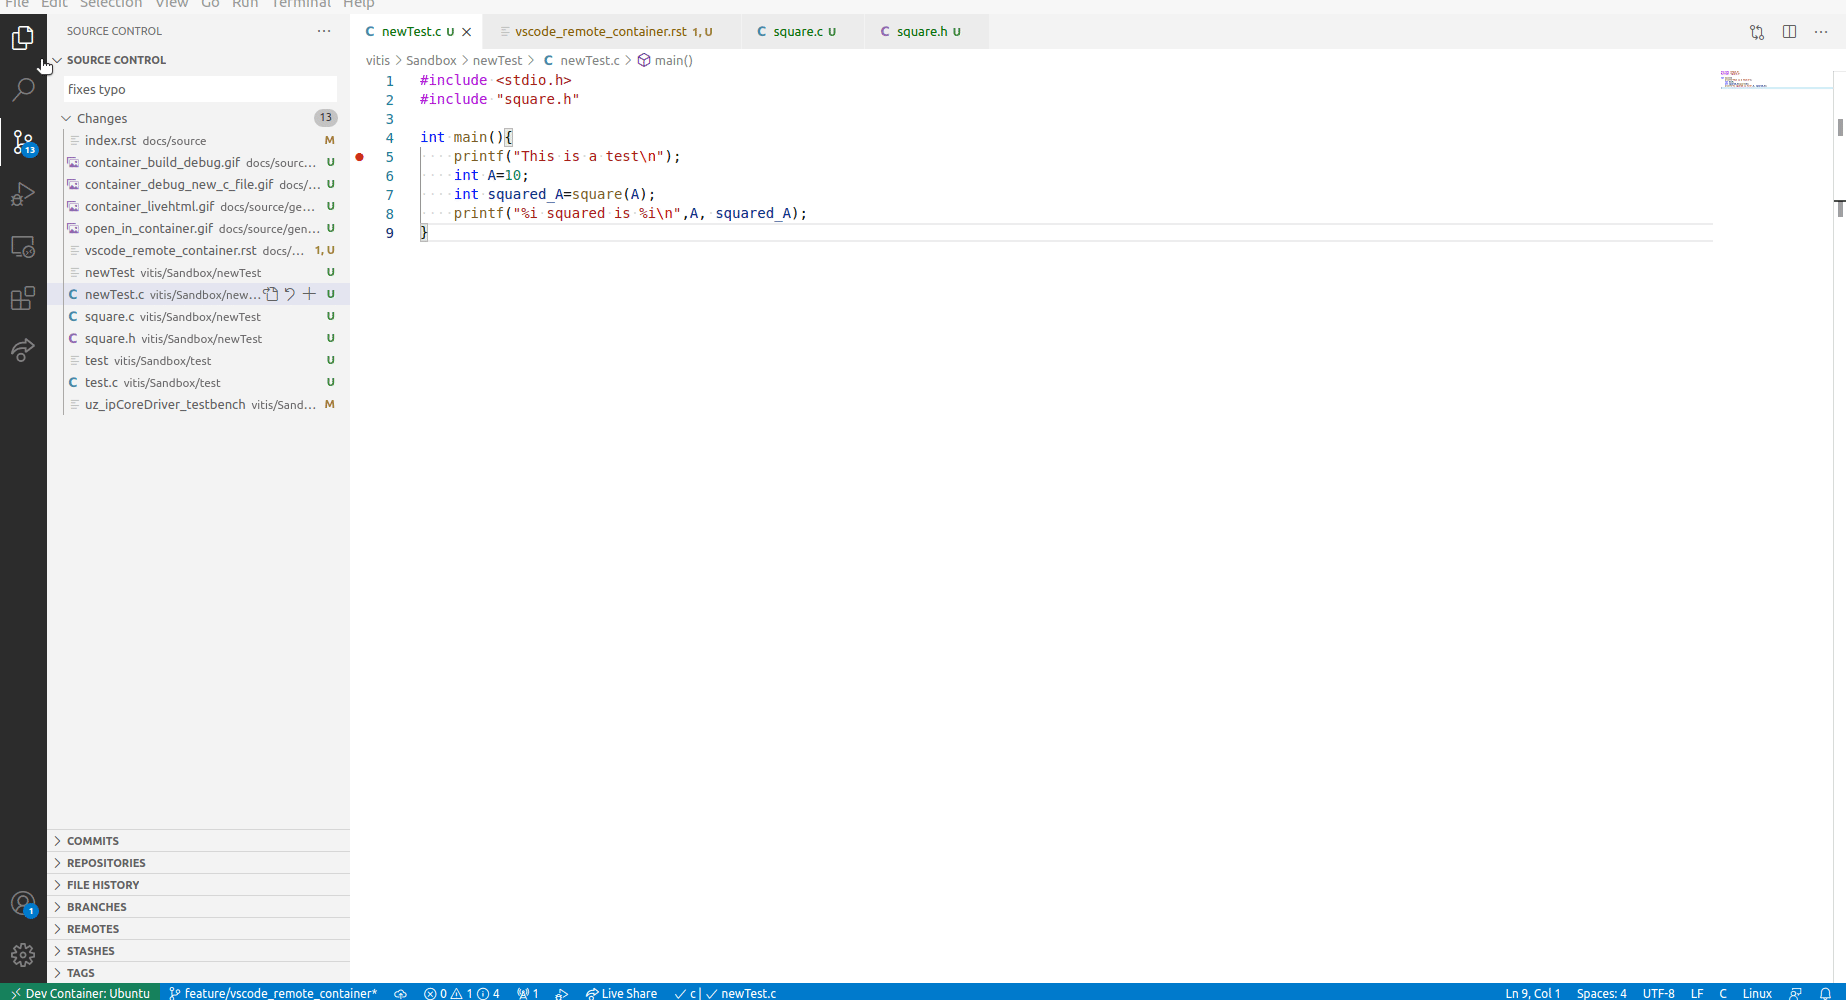 File Edit Selection View Go Run Terminal Help
SOURCE CONTROL
SOURCE CONTROL
fixes typo
Changes 13
index.rst docs/source M
container_build_debug.gif docs/sourc... U
container_debug_new_c_file.gif docs/... U
container_livehtml.gif docs/source/ge... U
open_in_container.gif docs/source/gen... U
vscode_remote_container.rst docs/... 1, U
newTest vitis/Sandbox/newTest U
C newTest.c vitis/Sandbox/new... U
C square.c vitis/Sandbox/newTest U
C square.h vitis/Sandbox/newTest U
test vitis/Sandbox/test U
C test.c vitis/Sandbox/test U
uz_ipCoreDriver_testbench vitis/Sand... M
COMMITS
REPOSITORIES
FILE HISTORY
BRANCHES
REMOTES
STASHES
TAGS
13
1
C newTest.c U vscode_remote_container.rst 1, U C square.c U C square.h U
vitis > Sandbox > newTest > C newTest.c > main()
1 #include <stdio.h>
2 #include "square.h"
3
4 int main(){
5 ····printf("This·is·a·test\n");
6 ····int·A=10;
7 ····int·squared_A=square(A);
8 ····printf("%i·squared·is·%i\n",A,·squared_A);
9 }
Dev Container: Ubuntu feature/vscode_remote_container* 0 1 4 1 Live Share ✓ c | ✓ newTest.c Ln 9, Col 1 Spaces: 4 UTF-8 LF C Linux